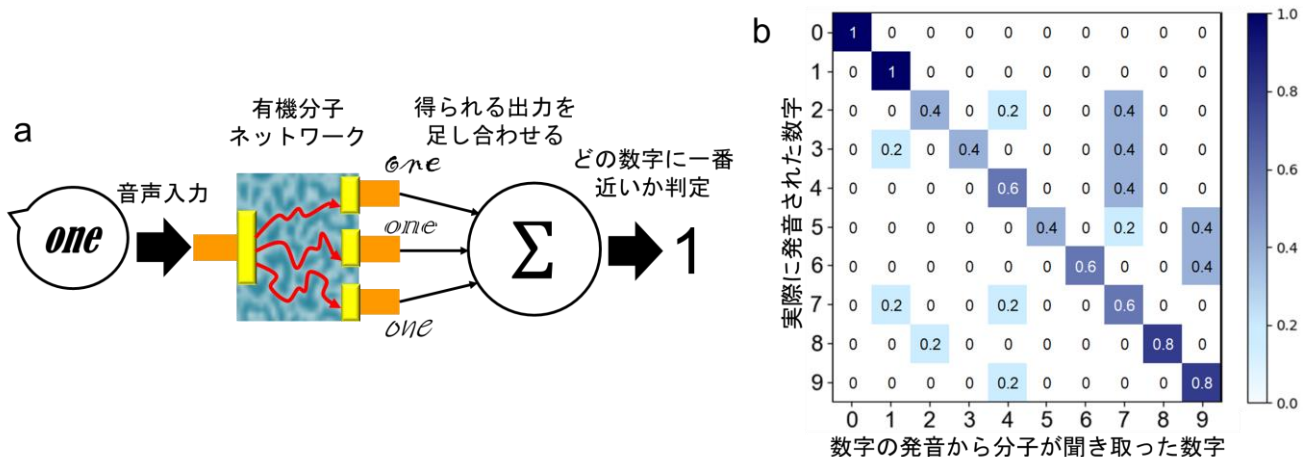 a
one
音声入力
有機分子
ネットワーク
one
one
one
得られる出力を
足し合わせる
Σ
どの数字に一番
近いか判定
1
b
実際に発音された数字
0 1 0 0 0 0 0 0 0 0 0
1 0 1 0 0 0 0 0 0 0 0
2 0 0 0.4 0 0.2 0 0 0.4 0 0
3 0 0.2 0 0.4 0 0 0 0.4 0 0
4 0 0 0 0 0.6 0 0 0.4 0 0
5 0 0 0 0 0 0.4 0 0.2 0 0.4
6 0 0 0 0 0 0 0.6 0 0 0.4
7 0 0.2 0 0 0.2 0 0 0.6 0 0
8 0 0 0.2 0 0 0 0 0 0.8 0
9 0 0 0 0 0.2 0 0 0 0 0.8
0 1 2 3 4 5 6 7 8 9
数字の発音から分子が聞き取った数字
1.0
0.8
0.6
0.4
0.2
0.0